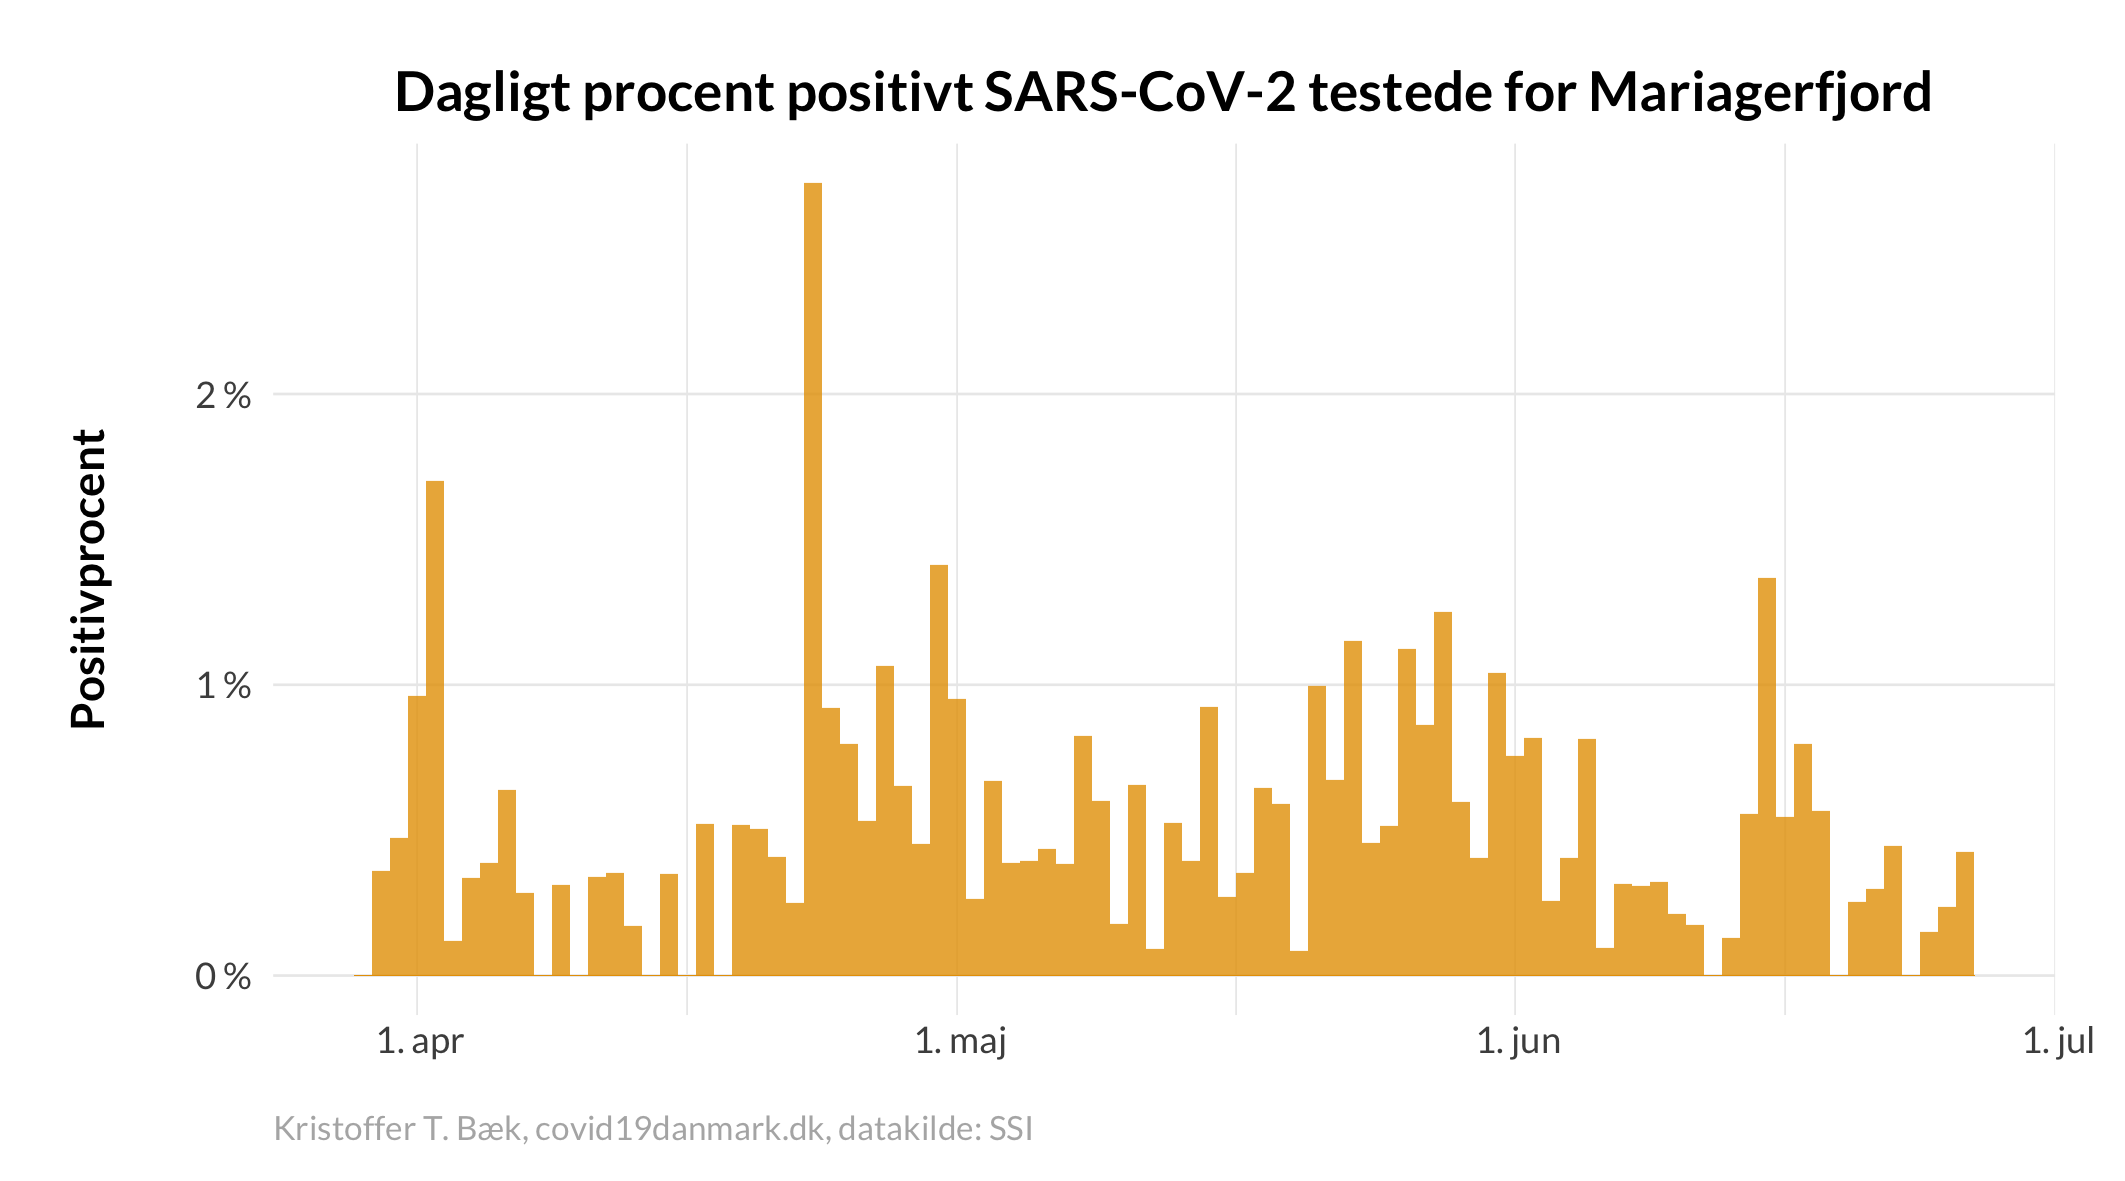 Dagligt procent positivt SARS-CoV-2 testede for Mariagerfjord
Positivprocent
2 %
1 %
0 %
1. apr
1. maj
1. jun
1. jul
Kristoffer T. Bæk, covid19danmark.dk, datakilde: SSI